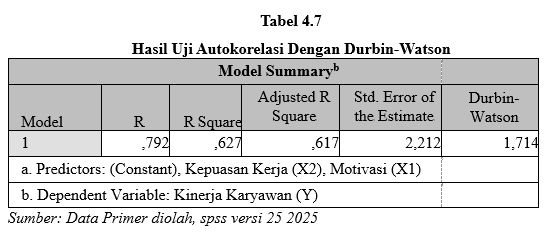 Tabel 4.7
Hasil Uji Autokorelasi Dengan Durbin-Watson
Model Summaryb
Model R R Square Adjusted R Square Std. Error of the Estimate Durbin-Watson
1 ,792 ,627 ,617 2,212 1,714
a. Predictors: (Constant), Kepuasan Kerja (X2), Motivasi (X1)
b. Dependent Variable: Kinerja Karyawan (Y)
Sumber: Data Primer diolah, spss versi 25 2025